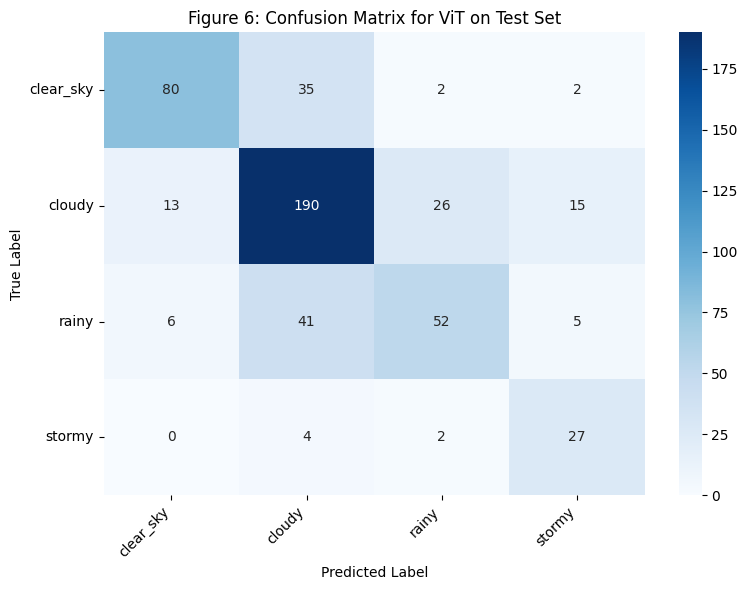 Figure 6: Confusion Matrix for ViT on Test Set
clear_sky 80 35 2 2
cloudy 13 190 26 15
rainy 6 41 52 5
stormy 0 4 2 27
clear_sky cloudy rainy stormy
True Label
Predicted Label
175
150
125
100
75
50
25
0